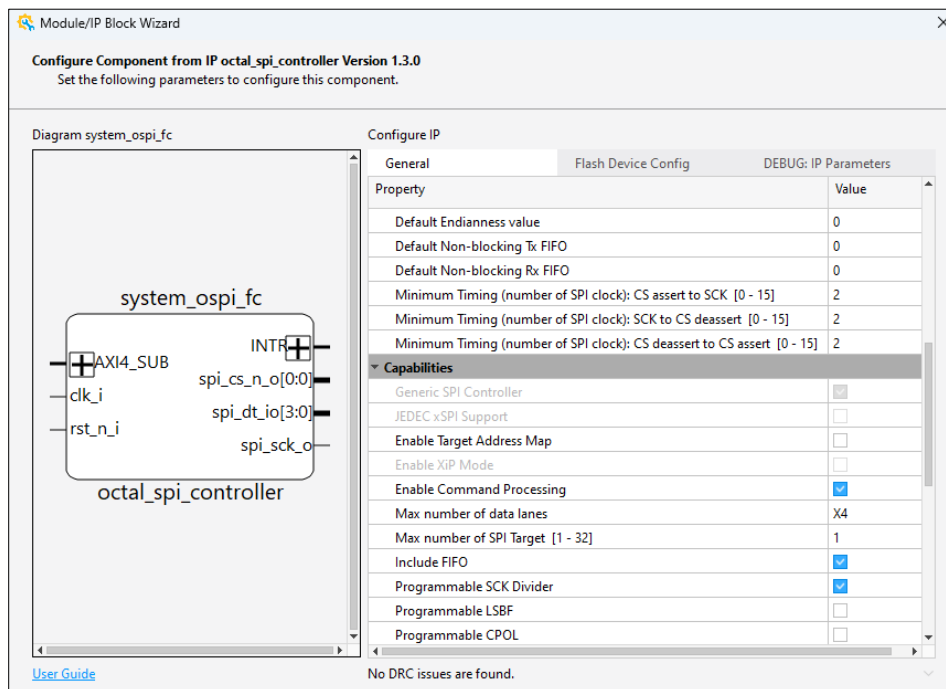 Module/IP Block Wizard
Configure Component from IP octal_spi_controller Version 1.3.0
Set the following parameters to configure this component.
Diagram system_ospi_fc
system_ospi_fc
AXI4_SUB
clk_i
rst_n_i
INTR
spi_cs_n_o[0:0]
spi_dt_io[3:0]
spi_sck_o
octal_spi_controller
User Guide
Configure IP
General Flash Device Config DEBUG: IP Parameters
Property Value
Default Endianness value 0
Default Non-blocking Tx FIFO 0
Default Non-blocking Rx FIFO 0
Minimum Timing (number of SPI clock): CS assert to SCK [0 - 15] 2
Minimum Timing (number of SPI clock): SCK to CS deassert [0 - 15] 2
Minimum Timing (number of SPI clock): CS deassert to CS assert [0 - 15] 2
Capabilities
Generic SPI Controller
JEDEC xSPI Support
Enable Target Address Map
Enable XiP Mode
Enable Command Processing
Max number of data lanes X4
Max number of SPI Target [1 - 32] 1
Include FIFO
Programmable SCK Divider
Programmable LSBF
Programmable CPOL
No DRC issues are found.